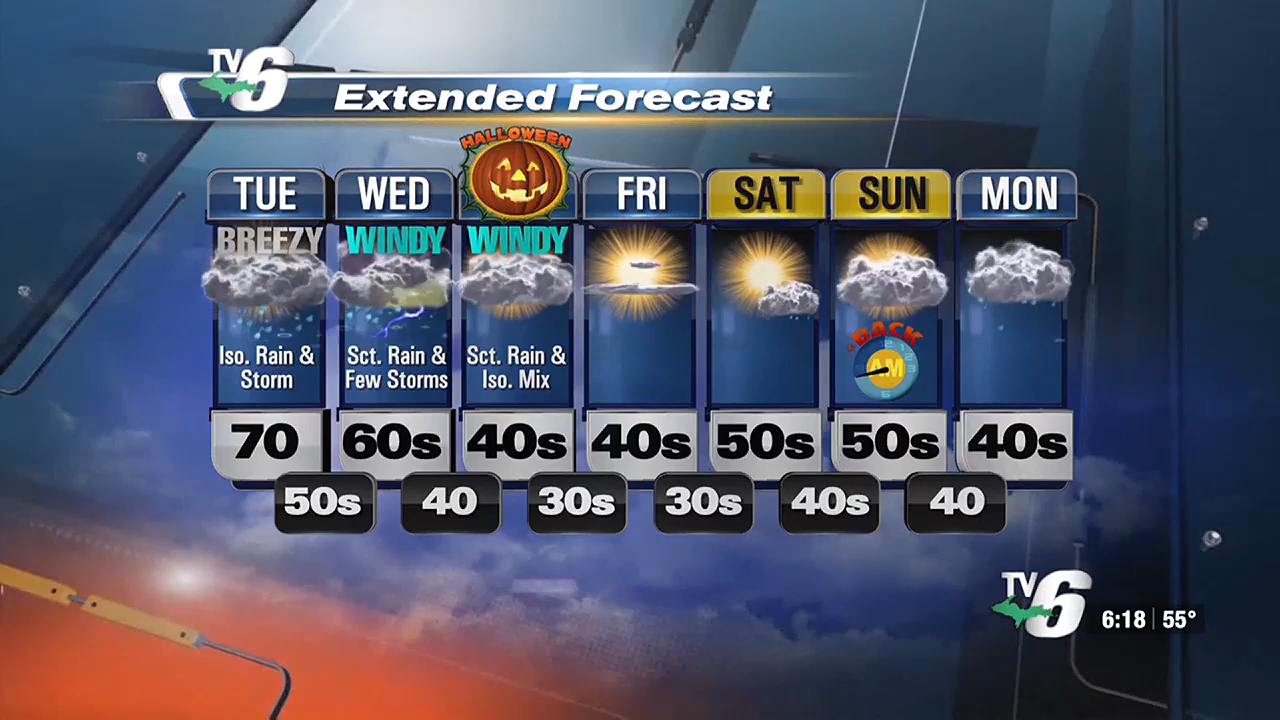 TV6
Extended Forecast
HALLOWEEN
TUE WED FRI SAT SUN MON
BREEZY WINDY WINDY
Iso. Rain &
Storm
Sct. Rain &
Few Storms
Sct. Rain &
Iso. Mix
BACK
AM
70 60s 40s 40s 50s 50s 40s
50s 40 30s 30s 40s 40
TV6
6:18 55°